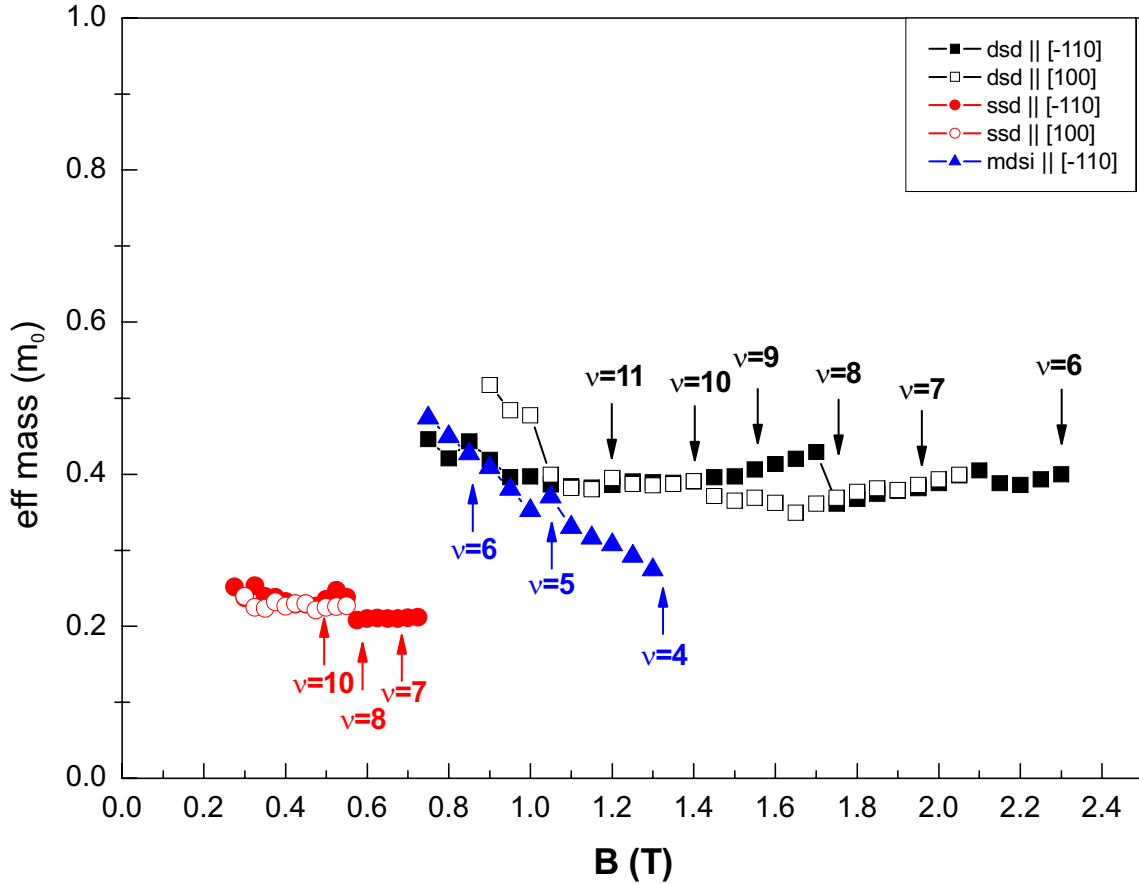 1.0
0.8
0.6
0.4
0.2
0.0
eff mass (m₀)
dsd || [-110]
dsd || [100]
ssd || [-110]
ssd || [100]
mdsi || [-110]
ν=11
ν=10
ν=9
ν=8
ν=7
ν=6
ν=6
ν=5
ν=4
ν=10
ν=8
ν=7
0.0 0.2 0.4 0.6 0.8 1.0 1.2 1.4 1.6 1.8 2.0 2.2 2.4
B (T)